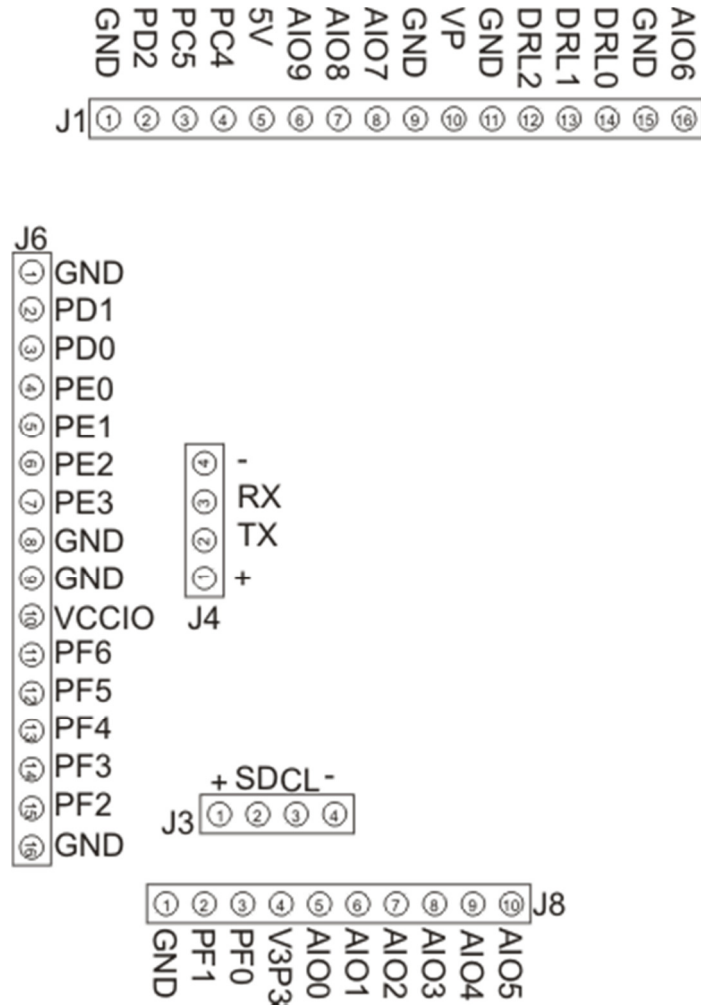 GND PD2 PC5 PC4 5V AIO9 AIO8 AIO7 GND VP GND DRL2 DRL1 DRL0 GND AIO6
J1 1 2 3 4 5 6 7 8 9 10 11 12 13 14 15 16
J6
1 GND
2 PD1
3 PD0
4 PE0
5 PE1
6 PE2
7 PE3
8 GND
9 GND
10 VCCIO
11 PF6
12 PF5
13 PF4
14 PF3
15 PF2
16 GND
4 -
3 RX
2 TX
1 +
J4
+ SDCL -
J3 1 2 3 4
1 2 3 4 5 6 7 8 9 10 J8
GND PF1 PF0 V3P3 AIO0 AIO1 AIO2 AIO3 AIO4 AIO5